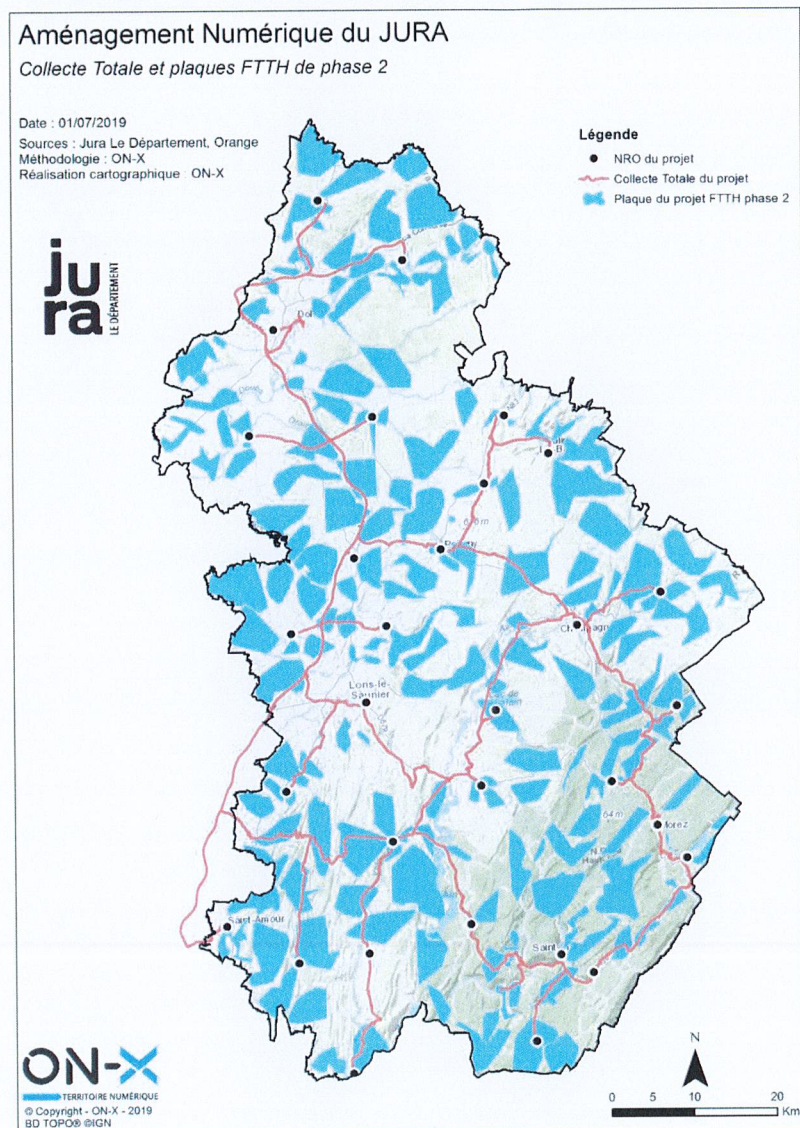 Aménagement Numérique du JURA
Collecte Totale et plaques FTTH de phase 2
Date : 01/07/2019
Sources : Jura Le Département, Orange
Méthodologie : ON-X
Réalisation cartographique : ON-X
Légende
NRO du projet
Collecte Totale du projet
Plaque du projet FTTH phase 2
jura
LE DÉPARTEMENT
Dol
Lons-le-
Saunier
64 m
Morez
Saint-Amour
Saint
ON-X
TERRITOIRE NUMÉRIQUE
© Copyright - ON-X - 2019
BD TOPO® ©IGN
N
0 5 10 20
Km